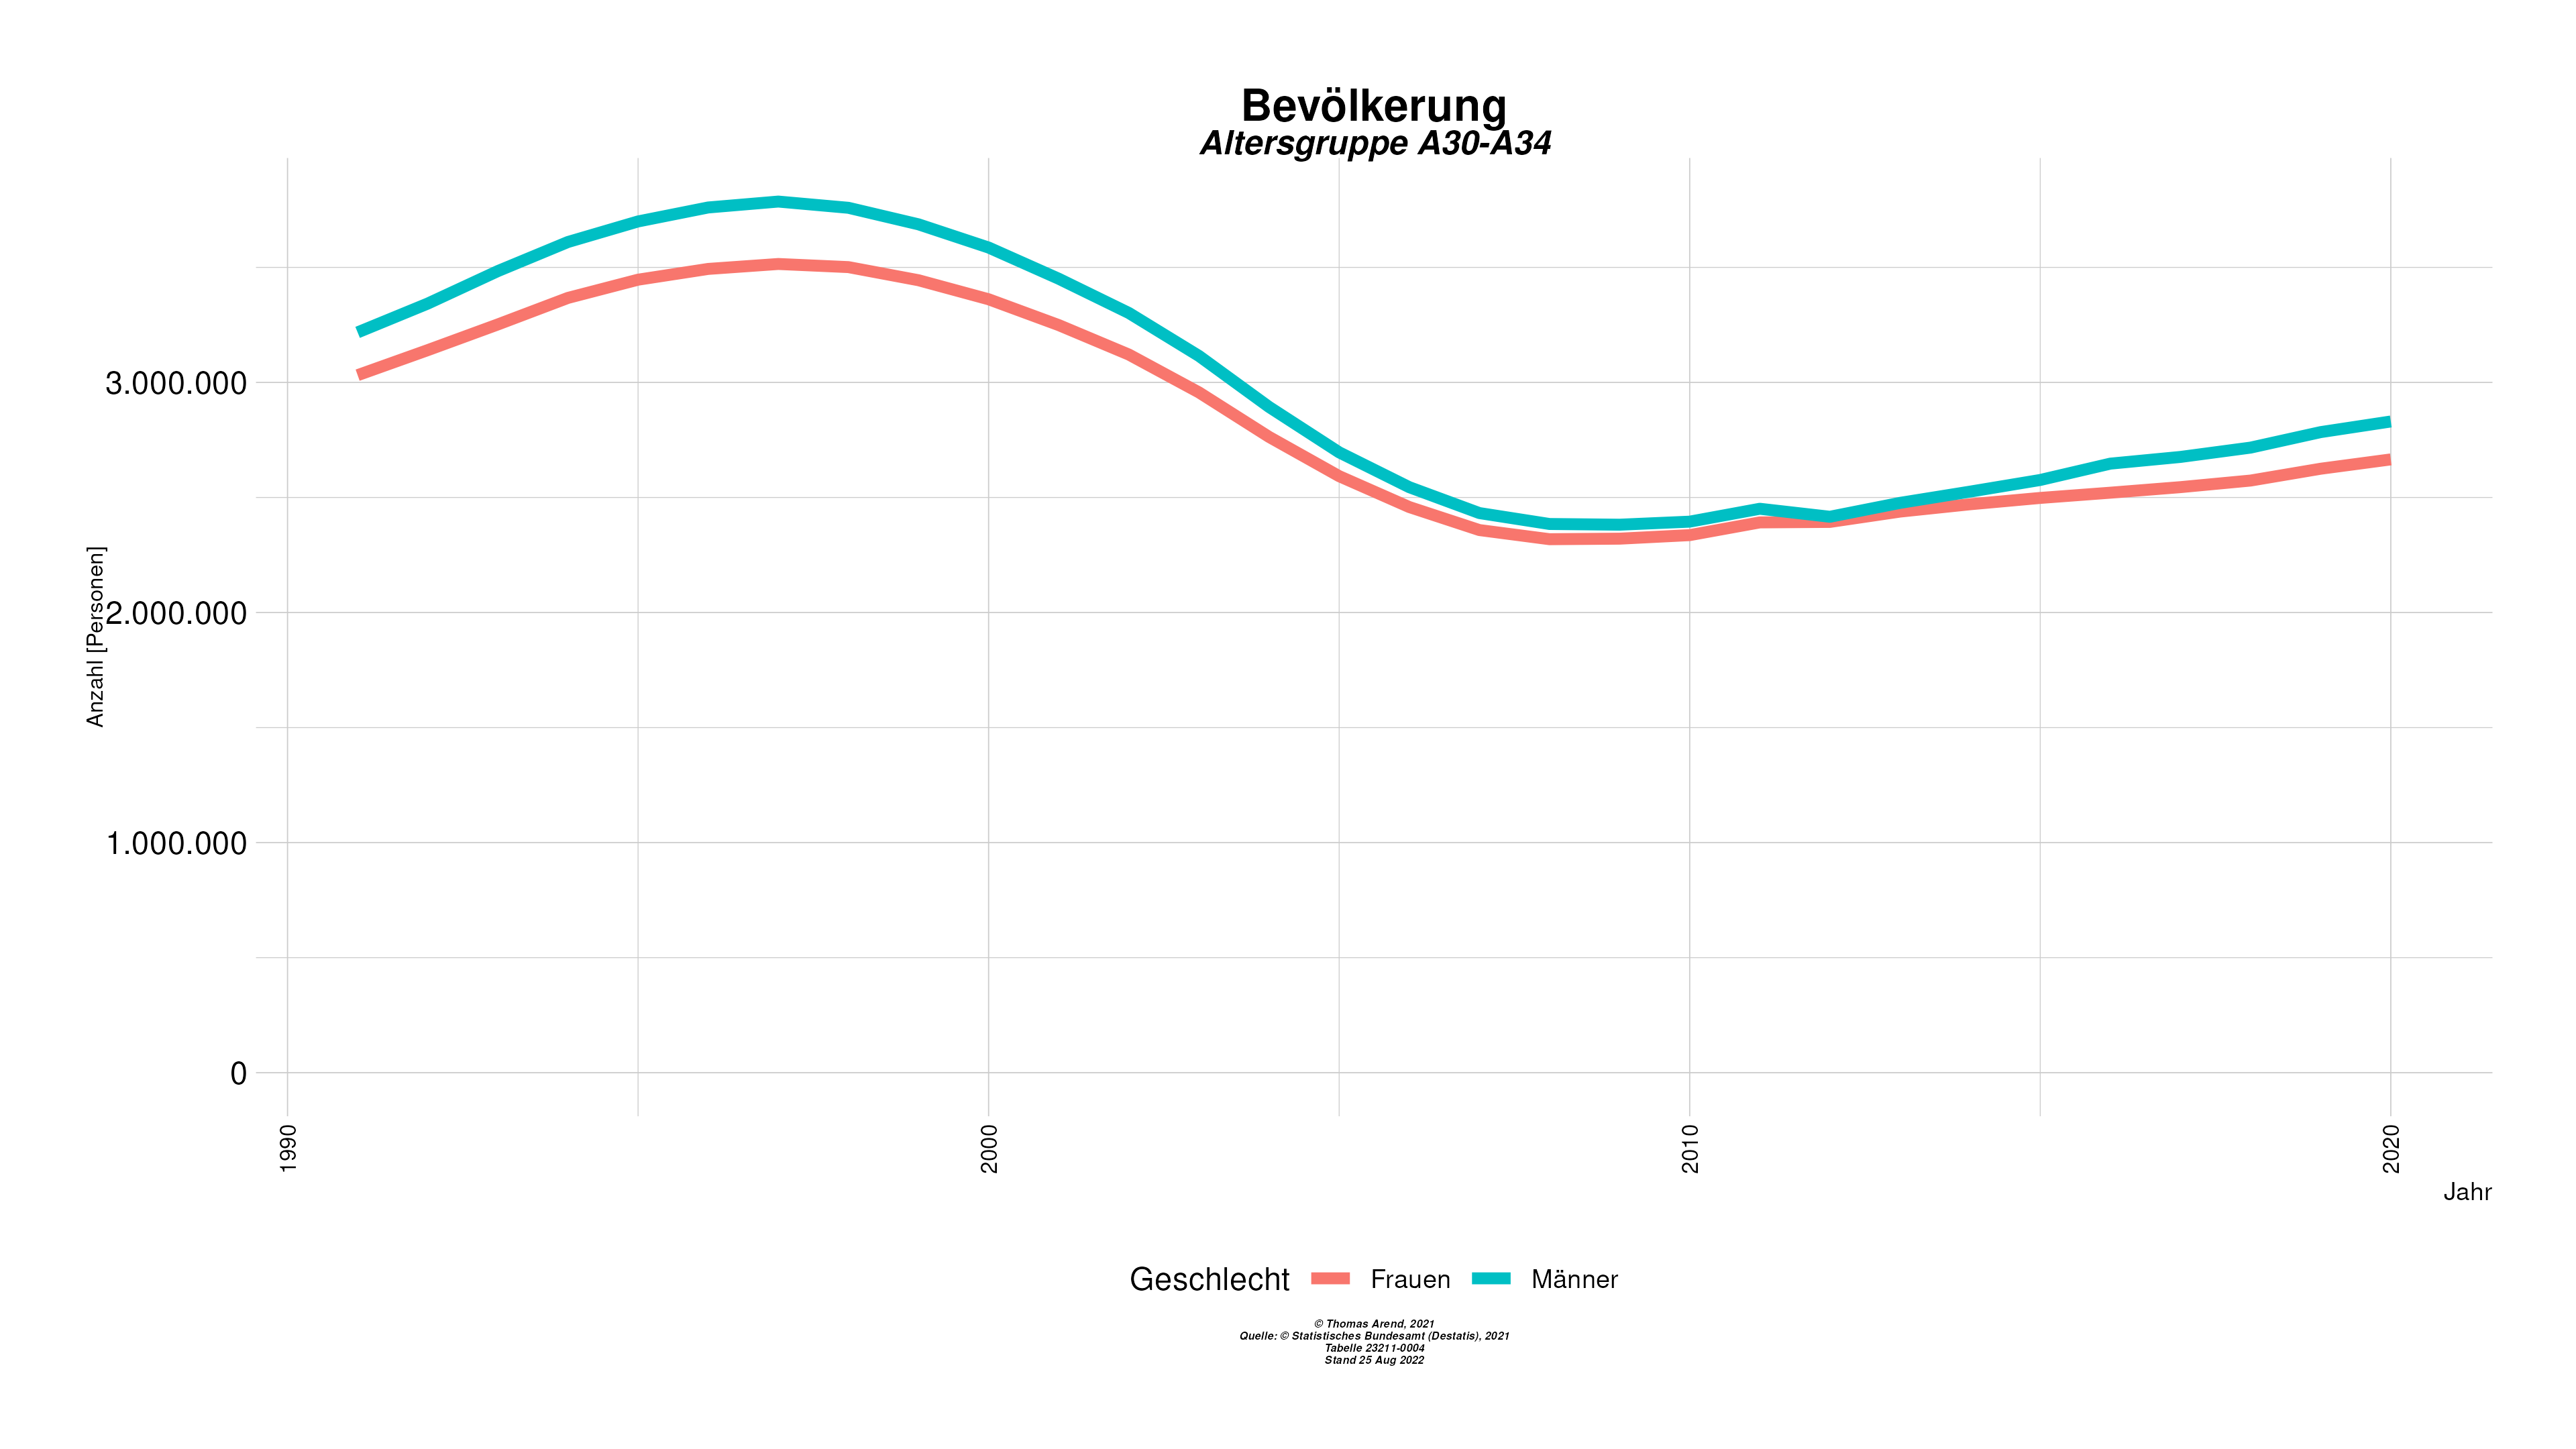 Bevölkerung
Altersgruppe A30-A34
Anzahl [Personen]
3.000.000
2.000.000
1.000.000
0
1990
2000
2010
2020
Jahr
Geschlecht Frauen Männer
© Thomas Arend, 2021
Quelle: © Statistisches Bundesamt (Destatis), 2021
Tabelle 23211-0004
Stand 25 Aug 2022